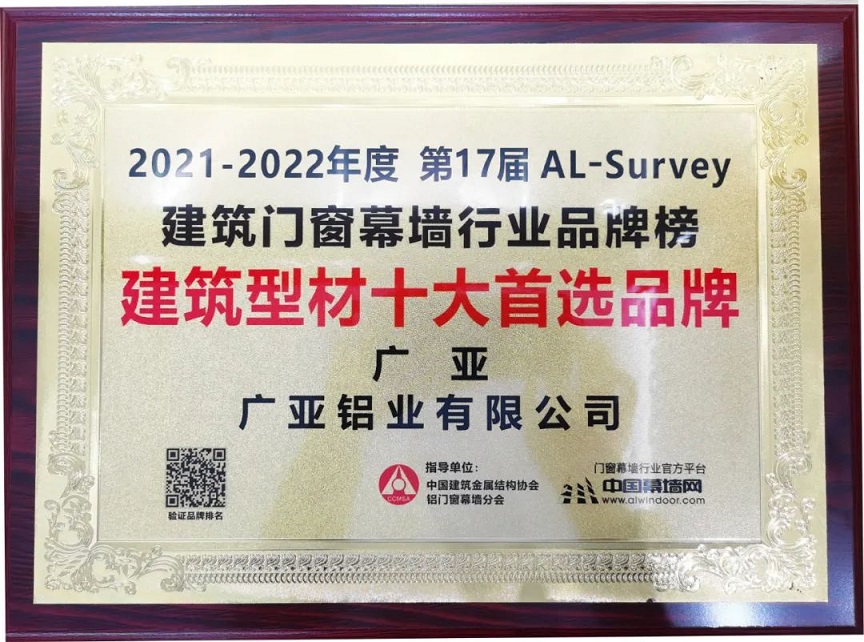 2021-2022年度 第17届 AL-Survey
建筑门窗幕墙行业品牌榜
建筑型材十大首选品牌
广 亚
广亚铝业有限公司
验证品牌排名
CCMSA
指导单位：
中国建筑金属结构协会
铝门窗幕墙分会
门窗幕墙行业官方平台
中国幕墙网
www.alwindoor.com